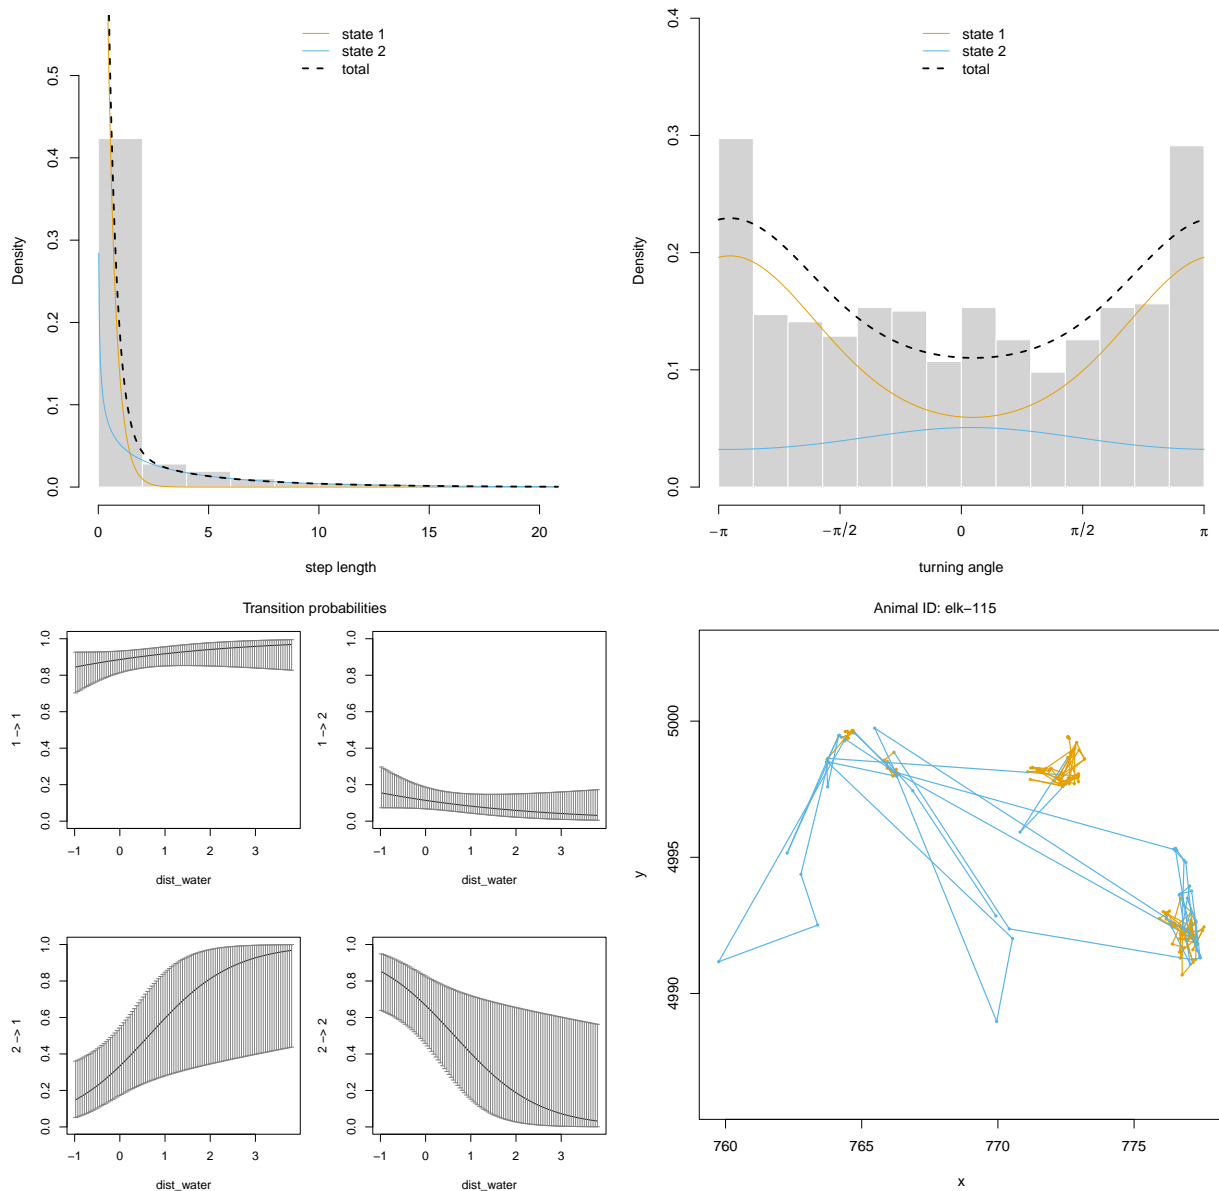 state 1
state 2
total
Density
0.0 0.1 0.2 0.3 0.4 0.5
0 5 10 15 20
step length
state 1
state 2
total
Density
0.0 0.1 0.2 0.3 0.4
−π −π/2 0 π/2 π
turning angle
Transition probabilities
1 −> 1
0.0 0.2 0.4 0.6 0.8 1.0
−1 0 1 2 3
dist_water
1 −> 2
0.0 0.2 0.4 0.6 0.8 1.0
−1 0 1 2 3
dist_water
2 −> 1
0.0 0.2 0.4 0.6 0.8 1.0
−1 0 1 2 3
dist_water
2 −> 2
0.0 0.2 0.4 0.6 0.8 1.0
−1 0 1 2 3
dist_water
Animal ID: elk−115
y
4990 4995 5000
760 765 770 775
x